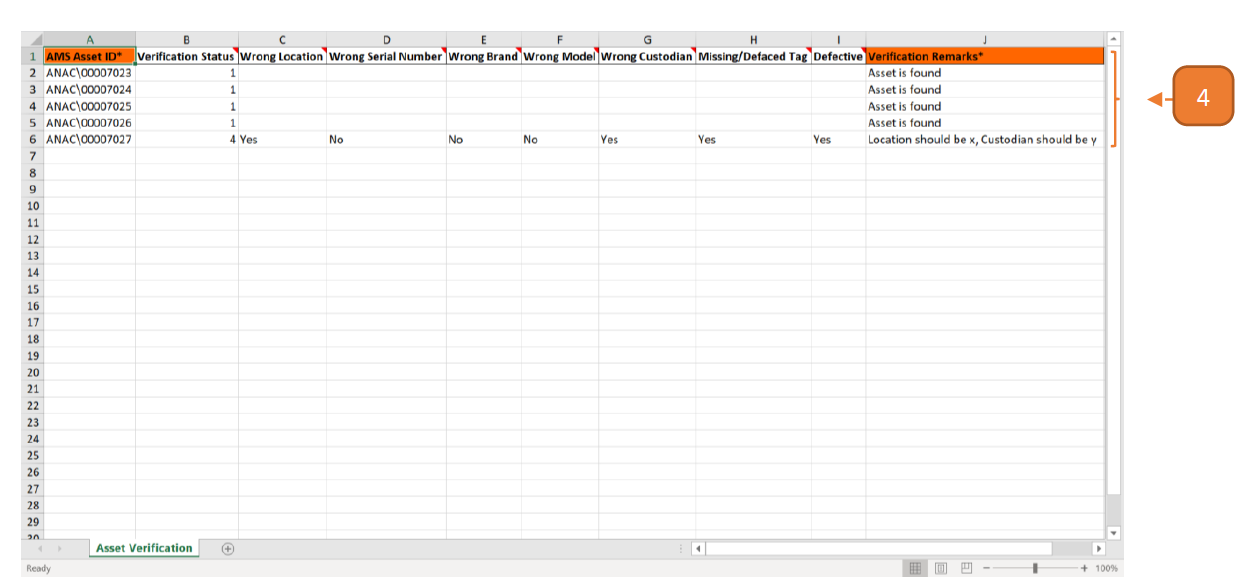 A B C D E F G H I J
1 AMS Asset ID* Verification Status Wrong Location Wrong Serial Number Wrong Brand Wrong Model Wrong Custodian Missing/Defaced Tag Defective Verification Remarks*
2 ANAC\00007023 1 Asset is found
3 ANAC\00007024 1 Asset is found
4 ANAC\00007025 1 Asset is found
5 ANAC\00007026 1 Asset is found
6 ANAC\00007027 4 Yes No No No Yes Yes Yes Location should be x, Custodian should be y
7
8
9
10
11
12
13
14
15
16
17
18
19
20
21
22
23
24
25
26
27
28
29
30
4
Asset Verification
Ready 100%